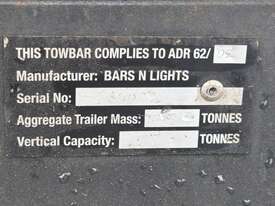 THIS TOWBAR COMPLIES TO ADR 62/
Manufacturer: BARS N LIGHTS
Serial No:
Aggregate Trailer Mass: TONNES
Vertical Capacity: TONNES